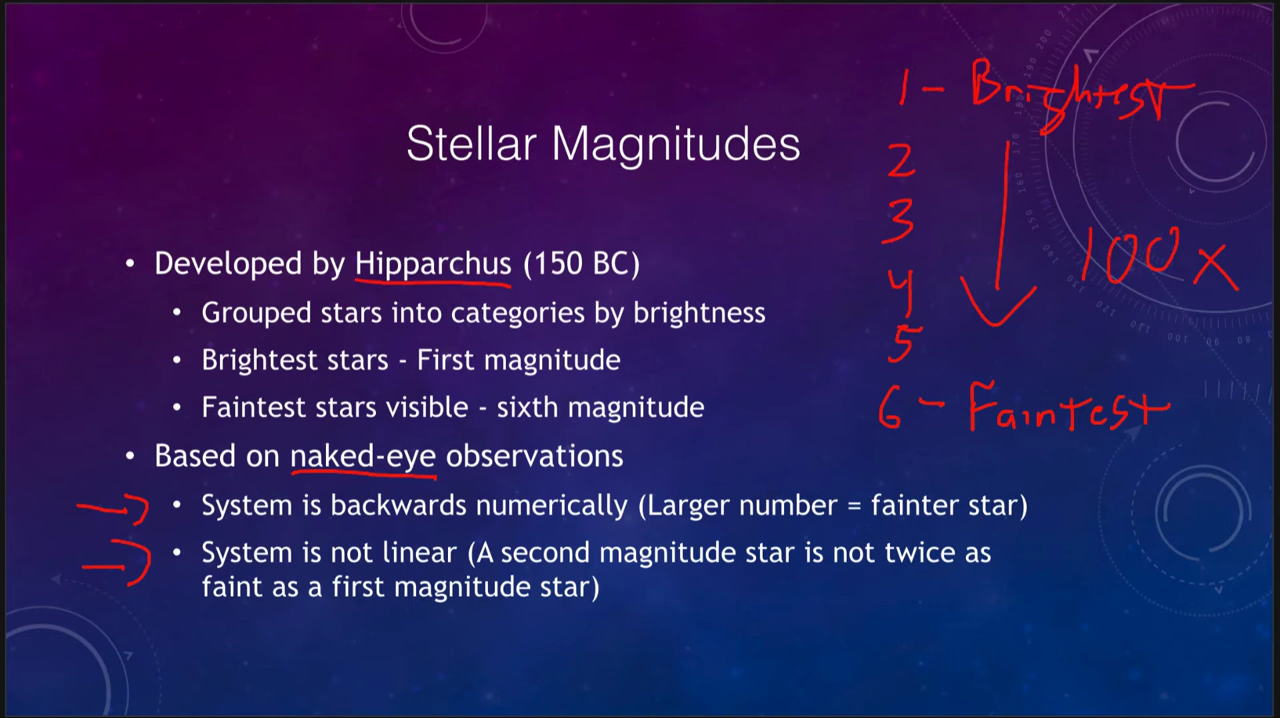 Stellar Magnitudes
• Developed by Hipparchus (150 BC)
• Grouped stars into categories by brightness
• Brightest stars - First magnitude
• Faintest stars visible - sixth magnitude
• Based on naked-eye observations
• System is backwards numerically (Larger number = fainter star)
• System is not linear (A second magnitude star is not twice as
faint as a first magnitude star)
1 - Brightest
2
3
4
5
6 - Faintest
100 x